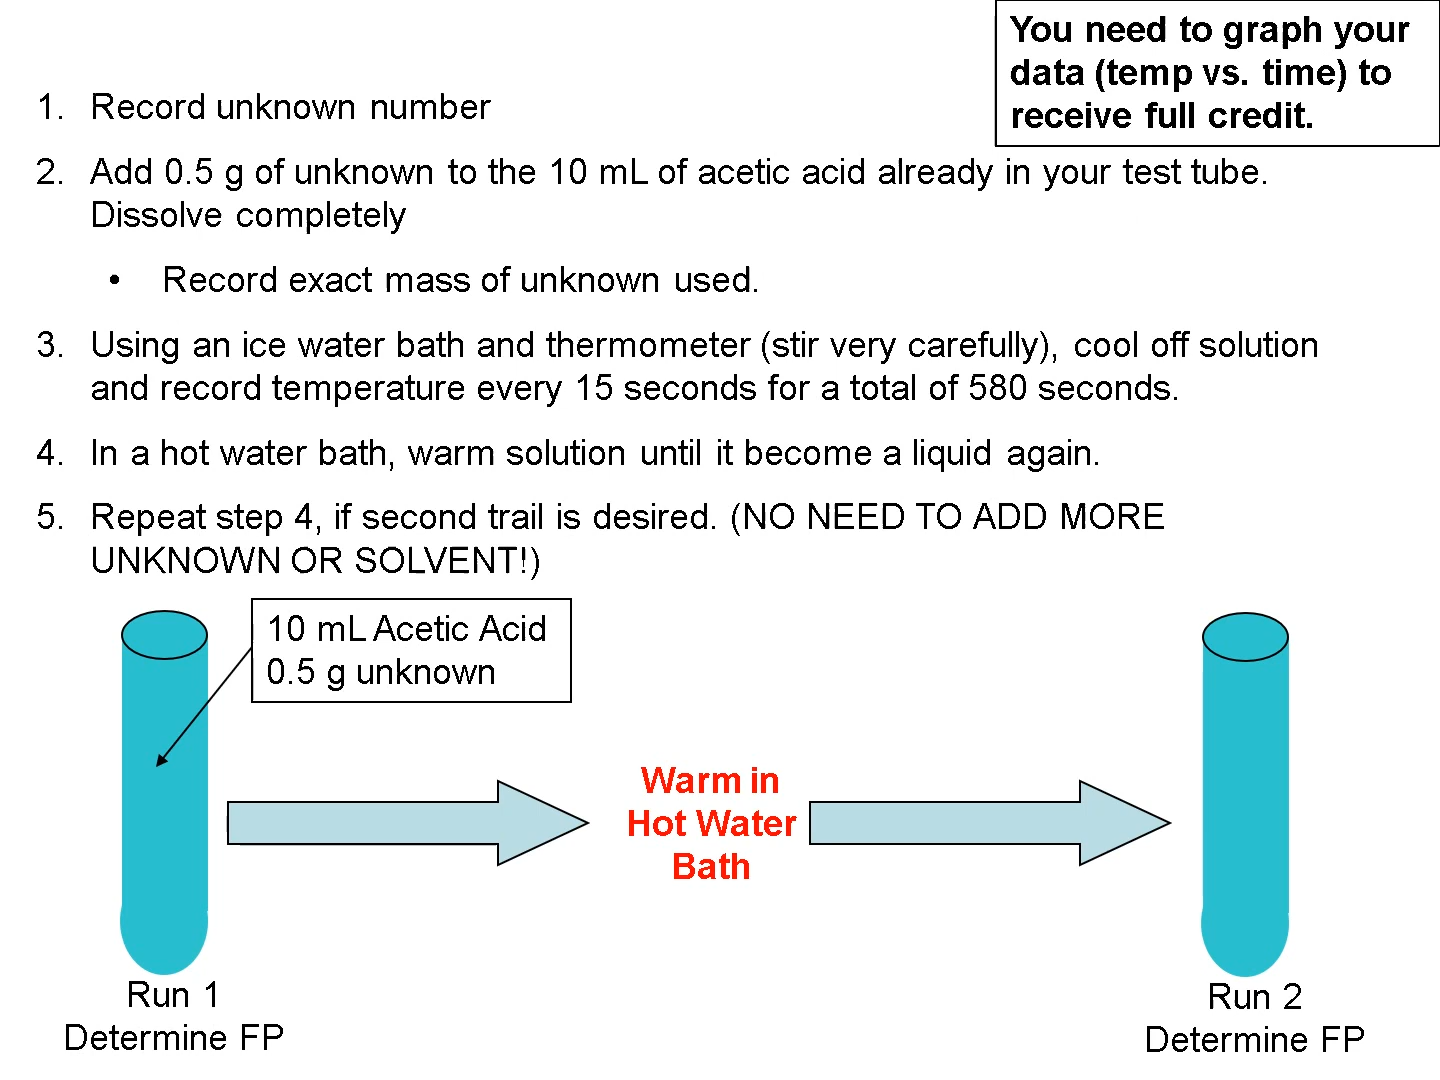 You need to graph your
data (temp vs. time) to
receive full credit.
1. Record unknown number
2. Add 0.5 g of unknown to the 10 mL of acetic acid already in your test tube.
Dissolve completely
• Record exact mass of unknown used.
3. Using an ice water bath and thermometer (stir very carefully), cool off solution
and record temperature every 15 seconds for a total of 580 seconds.
4. In a hot water bath, warm solution until it become a liquid again.
5. Repeat step 4, if second trail is desired. (NO NEED TO ADD MORE
UNKNOWN OR SOLVENT!)
10 mL Acetic Acid
0.5 g unknown
Warm in
Hot Water
Bath
Run 1
Determine FP
Run 2
Determine FP